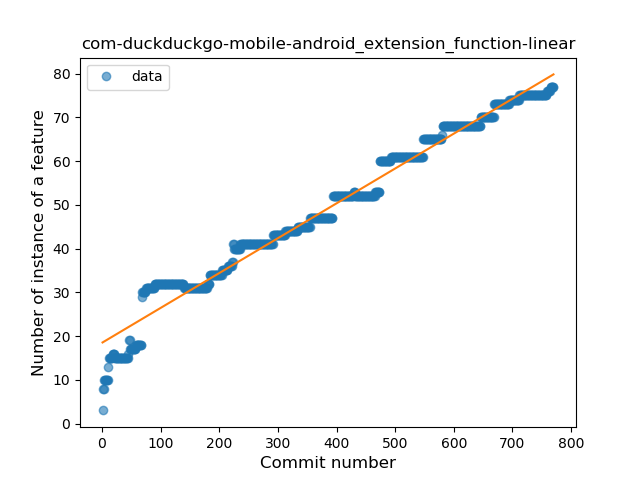 com-duckduckgo-mobile-android_extension_function-linear
data
Number of instance of a feature
80
70
60
50
40
30
20
10
0
0 100 200 300 400 500 600 700 800
Commit number